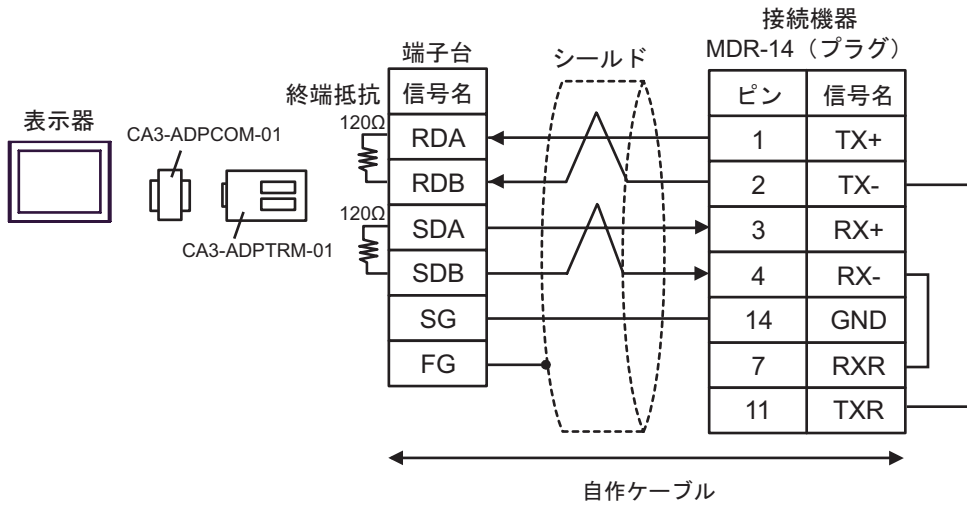 表示器
CA3-ADPCOM-01
CA3-ADPTRM-01
終端抵抗
120Ω
120Ω
端子台
信号名
RDA
RDB
SDA
SDB
SG
FG
シールド
接続機器
MDR-14（プラグ）
ピン 信号名
1 TX+
2 TX-
3 RX+
4 RX-
14 GND
7 RXR
11 TXR
自作ケーブル